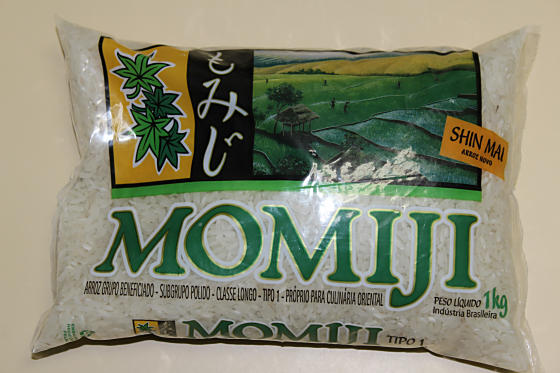 もみじ
SHIN MAI
ARROZ NOVO
MOMIJI
ARROZ GRUPO BENEFICIADO - SUBGRUPO POLIDO - CLASSE LONGO - TIPO 1 - PRÓPRIO PARA CULINÁRIA ORIENTAL
PESO LÍQUIDO 1kg
Indústria Brasileira
MOMIJI TIPO 1